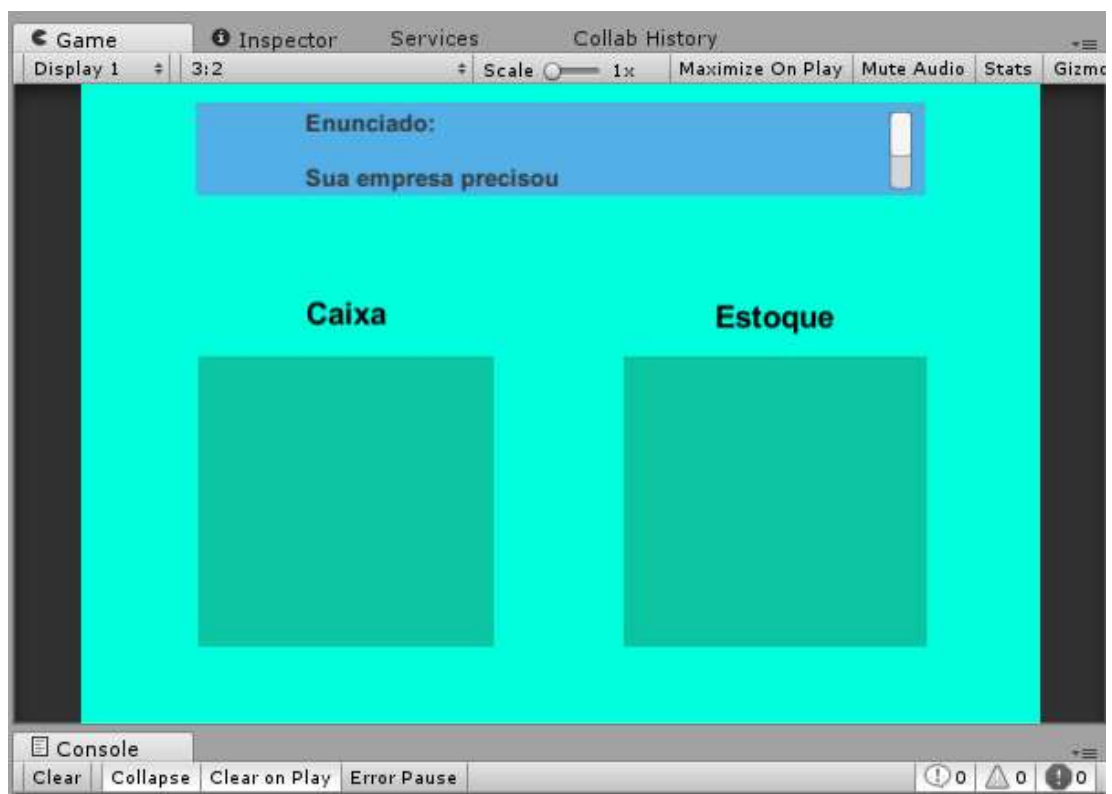 Game Inspector Services Collab History
Display 1 3:2 Scale 1x Maximize On Play Mute Audio Stats Gizmo
Enunciado:
Sua empresa precisou
Caixa Estoque
Console
Clear Collapse Clear on Play Error Pause 0 0 0